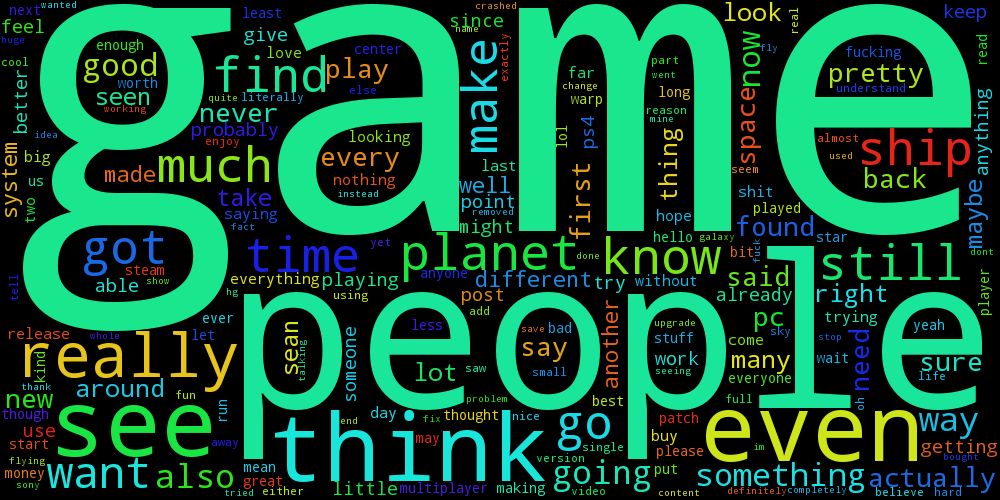 game
people
see
think
even
really
planet
know
still
much
find
time
want
got
go
make
ship
also
something
going
way
around
actually
good
never
play
every
pretty
back
look
now
space
found
said
right
sure
many
pc
need
maybe
anything
first
thing
well
point
might
different
another
someone
sean
say
lot
little
new
use
made
take
probably
saying
seen
feel
system
better
big
us
two
next
wanted
least
give
love
center
since
crashed
name
exactly
real
keep
read
huge
cool
enough
worth
working
quite
literally
else
enjoy
looking
nothing
instead
idea
fact
last
removed
lol
far
change
warp
ps4
part
went
long
reason
mine
hope
hello
galaxy
done
fly
fucking
understand
almost
used
seem
shit
played
star
bit
fuck
dont
player
tell
steam
able
show
hg
ever
everything
playing
using
yet
anyone
post
add
try
without
already
come
everyone
trying
sky
stop
wait
yeah
life
oh
release
whole
let
kind
thank
though
start
flying
money
sony
fun
run
away
talking
less
saw
problem
save
bad
small
upgrade
stuff
work
seeing
best
full
im
patch
please
buy
put
single
version
video
content
nice
thought
fix
day
end
may
mean
great
tried
either
multiplayer
making
definitely
completely
believe
hard
getting
bought